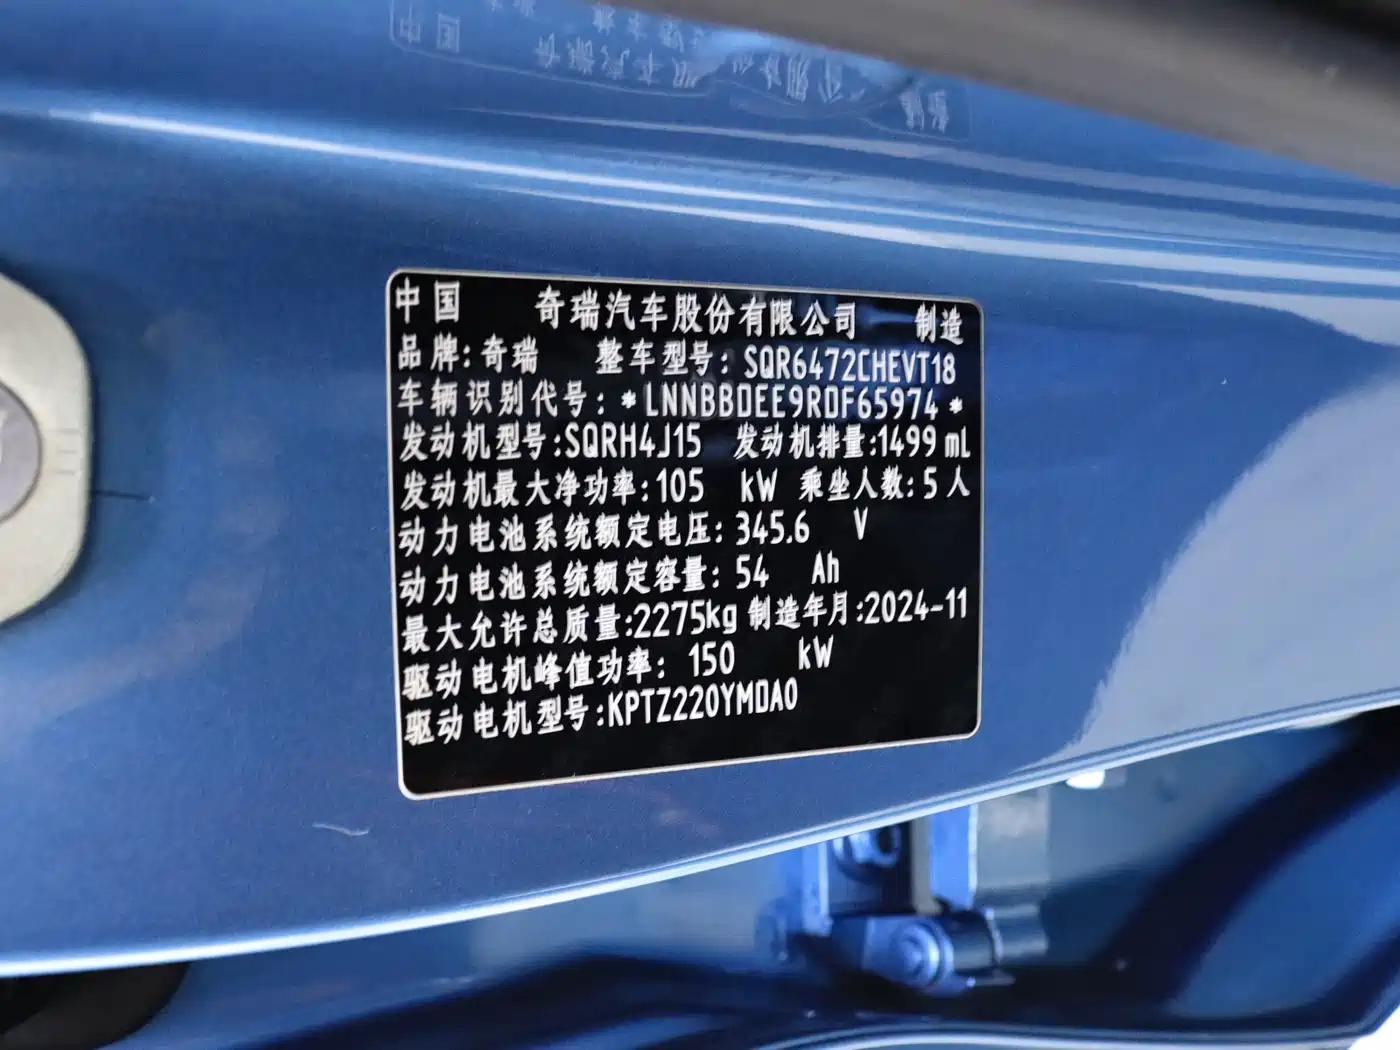 中国 奇瑞汽车股份有限公司 制造
品牌:奇瑞 整车型号:SQR6472CHEVT18
车辆识别代号:*LNNBBDEE9RDF65974*
发动机型号:SQRH4J15 发动机排量:1499 mL
发动机最大净功率:105 kW 乘坐人数:5人
动力电池系统额定电压:345.6 V
动力电池系统额定容量:54 Ah
最大允许总质量:2275kg 制造年月:2024-11
驱动电机峰值功率:150 kW
驱动电机型号:KPTZ220YMDA0